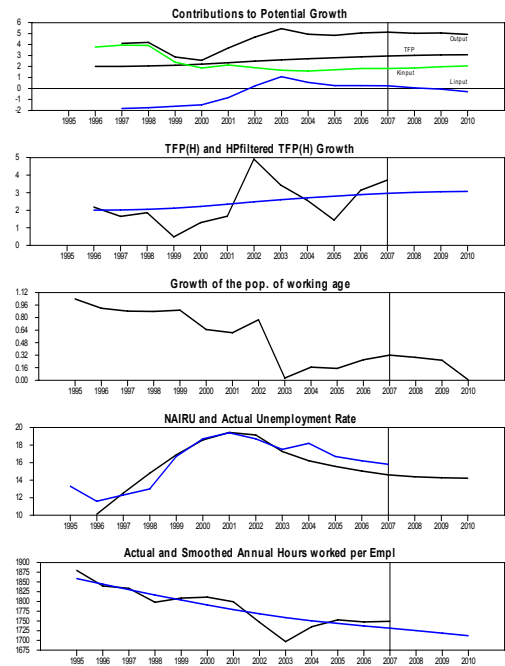 Contributions to Potential Growth
6
5
4
3
2
1
0
-1
-2
Output
TFP
Kinput
Linput
1995 1996 1997 1998 1999 2000 2001 2002 2003 2004 2005 2006 2007 2008 2009 2010
TFP(H) and HPfiltered TFP(H) Growth
5
4
3
2
1
0
1995 1996 1997 1998 1999 2000 2001 2002 2003 2004 2005 2006 2007 2008 2009 2010
Growth of the pop. of working age
1.12
0.96
0.80
0.64
0.48
0.32
0.16
0.00
1995 1996 1997 1998 1999 2000 2001 2002 2003 2004 2005 2006 2007 2008 2009 2010
NAIRU and Actual Unemployment Rate
20
18
16
14
12
10
1995 1996 1997 1998 1999 2000 2001 2002 2003 2004 2005 2006 2007 2008 2009 2010
Actual and Smoothed Annual Hours worked per Empl
1900
1875
1850
1825
1800
1775
1750
1725
1700
1675
1995 1996 1997 1998 1999 2000 2001 2002 2003 2004 2005 2006 2007 2008 2009 2010